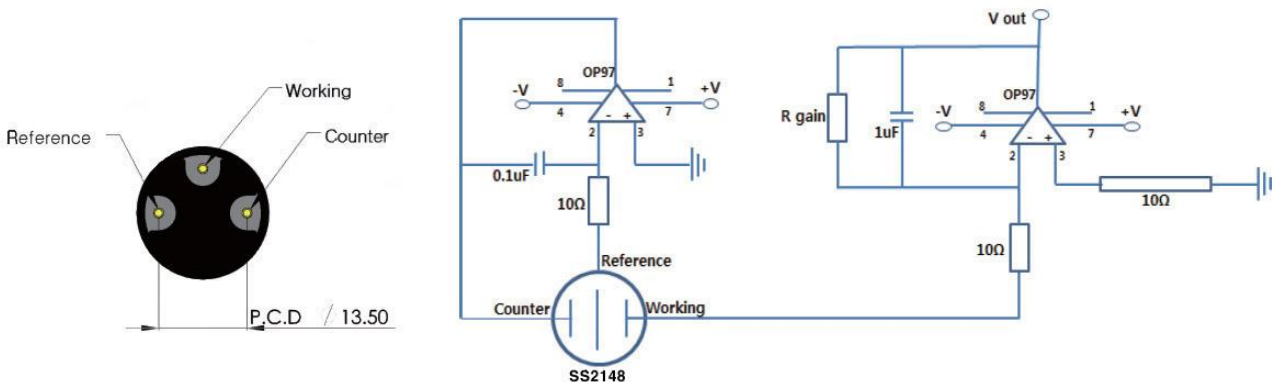 Working
Reference
Counter
P.C.D / 13.50
OP97
8
1
-V
+V
4
7
- +
2
3
0.1uF
10Ω
Reference
Counter
Working
SS2148
V out
OP97
R gain
1uF
8
1
-V
+V
4
7
- +
2
3
10Ω
10Ω